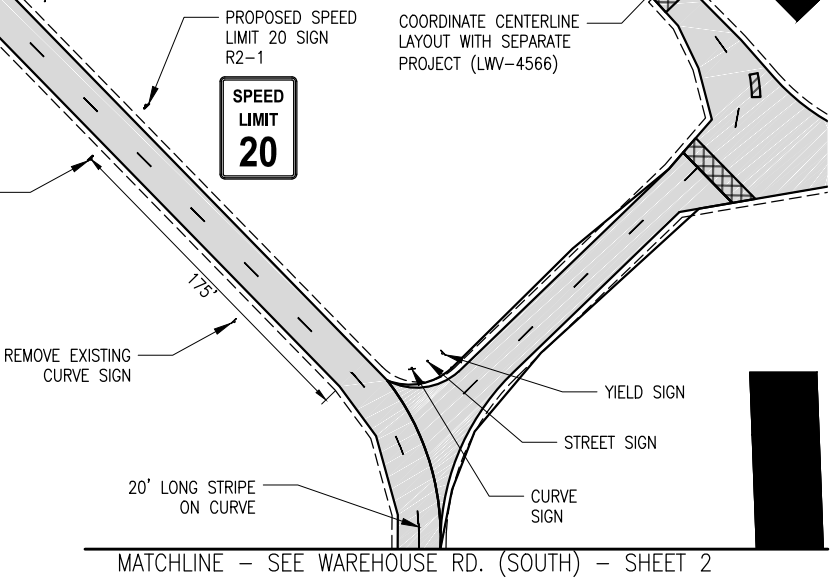 PROPOSED SPEED
LIMIT 20 SIGN
R2-1
COORDINATE CENTERLINE
LAYOUT WITH SEPARATE
PROJECT (LWV-4566)
SPEED
LIMIT
20
175'
REMOVE EXISTING
CURVE SIGN
YIELD SIGN
STREET SIGN
CURVE
SIGN
20' LONG STRIPE
ON CURVE
MATCHLINE - SEE WAREHOUSE RD. (SOUTH) - SHEET 2